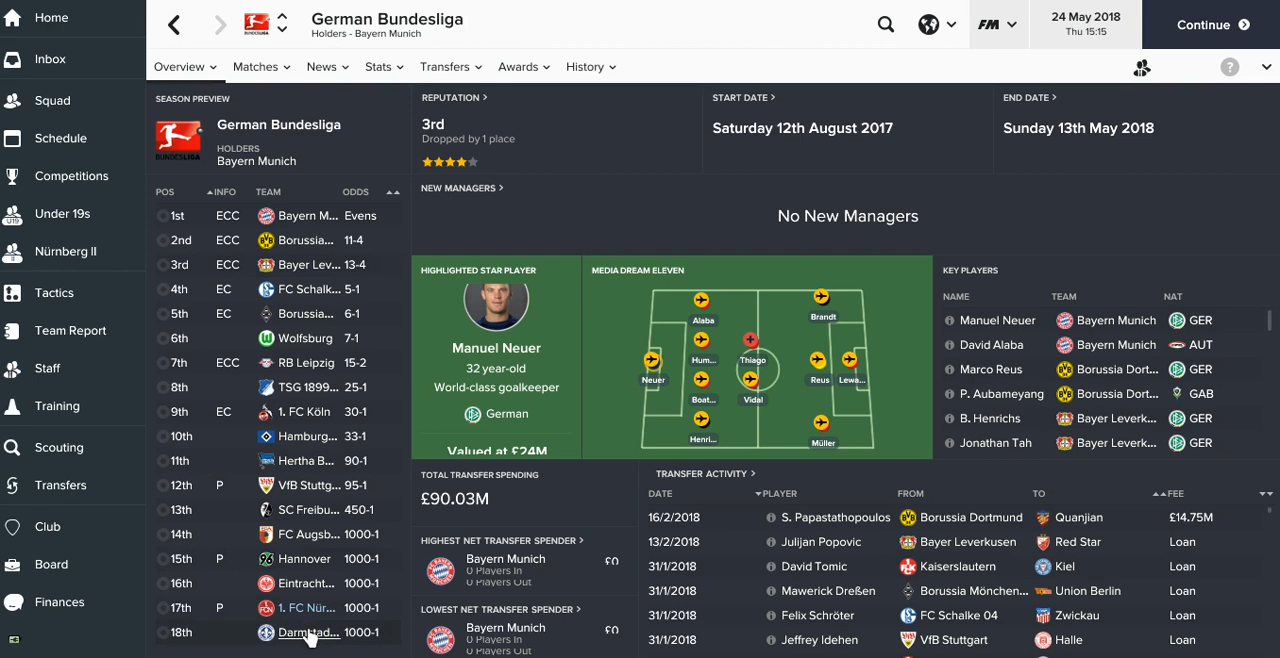 Home
German Bundesliga
Holders - Bayern Munich
FM
24 May 2018
Thu 15:15
Continue
Inbox
Overview Matches News Stats Transfers Awards History
?
Squad
Schedule
Competitions
Under 19s
U19
Nürnberg II
II
Tactics
Team Report
Staff
Training
Scouting
Transfers
Club
Board
Finances
SEASON PREVIEW
BUNDESLIGA
German Bundesliga
HOLDERS
Bayern Munich
REPUTATION >
3rd
Dropped by 1 place
START DATE >
Saturday 12th August 2017
END DATE >
Sunday 13th May 2018
POS INFO TEAM ODDS
1st ECC Bayern M... Evens
2nd ECC Borussia... 11-4
3rd ECC Bayer Lev... 13-4
4th EC FC Schalk... 5-1
5th EC Borussia... 6-1
6th Wolfsburg 7-1
7th ECC RB Leipzig 15-2
8th TSG 1899... 25-1
9th EC 1. FC Köln 30-1
10th Hamburg... 33-1
11th Hertha B... 90-1
12th P VfB Stuttg... 95-1
13th SC Freibu... 450-1
14th FC Augsb... 1000-1
15th P Hannover 1000-1
16th Eintracht... 1000-1
17th P 1. FC Nür... 1000-1
18th Darmstad... 1000-1
NEW MANAGERS >
No New Managers
HIGHLIGHTED STAR PLAYER
Manuel Neuer
32 year-old
World-class goalkeeper
German
Valued at £24M
MEDIA DREAM ELEVEN
Alaba
Brandt
Hum...
Thiago
Neuer
Boat...
Vidal
Reus
Lewa...
Henri...
Müller
KEY PLAYERS
NAME TEAM NAT
Manuel Neuer Bayern Munich GER
David Alaba Bayern Munich AUT
Marco Reus Borussia Dort... GER
P. Aubameyang Borussia Dort... GAB
B. Henrichs Bayer Leverk... GER
Jonathan Tah Bayer Leverk... GER
TOTAL TRANSFER SPENDING
£90.03M
HIGHEST NET TRANSFER SPENDER >
Bayern Munich £0
0 Players In
0 Players Out
LOWEST NET TRANSFER SPENDER >
Bayern Munich £0
0 Players In
0 Players Out
TRANSFER ACTIVITY >
DATE PLAYER FROM TO FEE
16/2/2018 S. Papastathopoulos Borussia Dortmund Quanjian £14.75M
13/2/2018 Julijan Popovic Bayer Leverkusen Red Star Loan
31/1/2018 David Tomic Kaiserslautern Kiel Loan
31/1/2018 Mawerick Dreßen Borussia Mönchen... Union Berlin Loan
31/1/2018 Felix Schröter FC Schalke 04 Zwickau Loan
31/1/2018 Jeffrey Idehen VfB Stuttgart Halle Loan